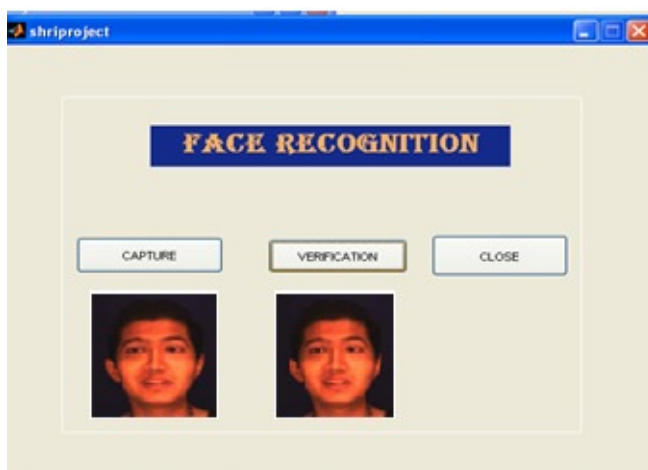 shriproject
FACE RECOGNITION
CAPTURE
VERIFICATION
CLOSE